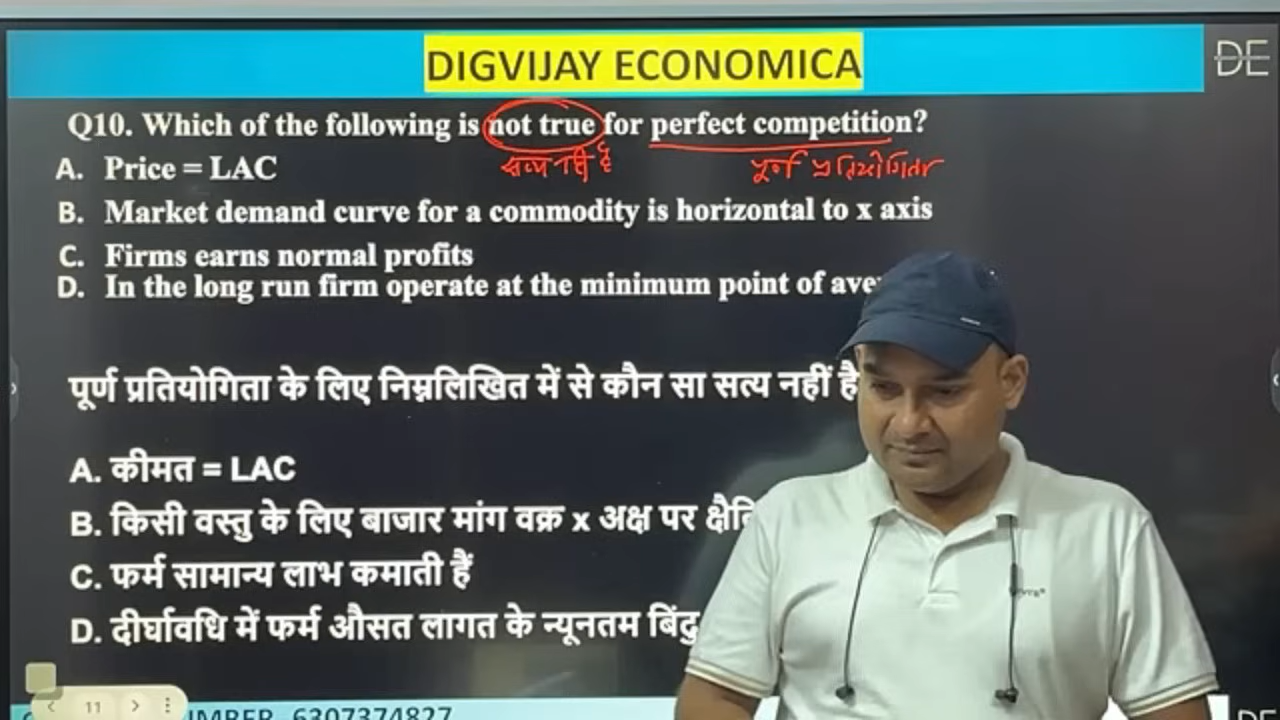 DIGVIJAY ECONOMICA
DE
Q10. Which of the following is not true for perfect competition?
सत्य नहीं है
पूर्ण प्रतियोगिता
A. Price = LAC
B. Market demand curve for a commodity is horizontal to x axis
C. Firms earns normal profits
D. In the long run firm operate at the minimum point of
पूर्ण प्रतियोगिता के लिए निम्नलिखित में से कौन सा सत्य नहीं है
A. कीमत = LAC
B. किसी वस्तु के लिए बाजार मांग वक्र x अक्ष पर
C. फर्म सामान्य लाभ कमाती हैं
D. दीर्घावधि में फर्म औसत लागत के न्यूनतम बिंदु
11
6307374827